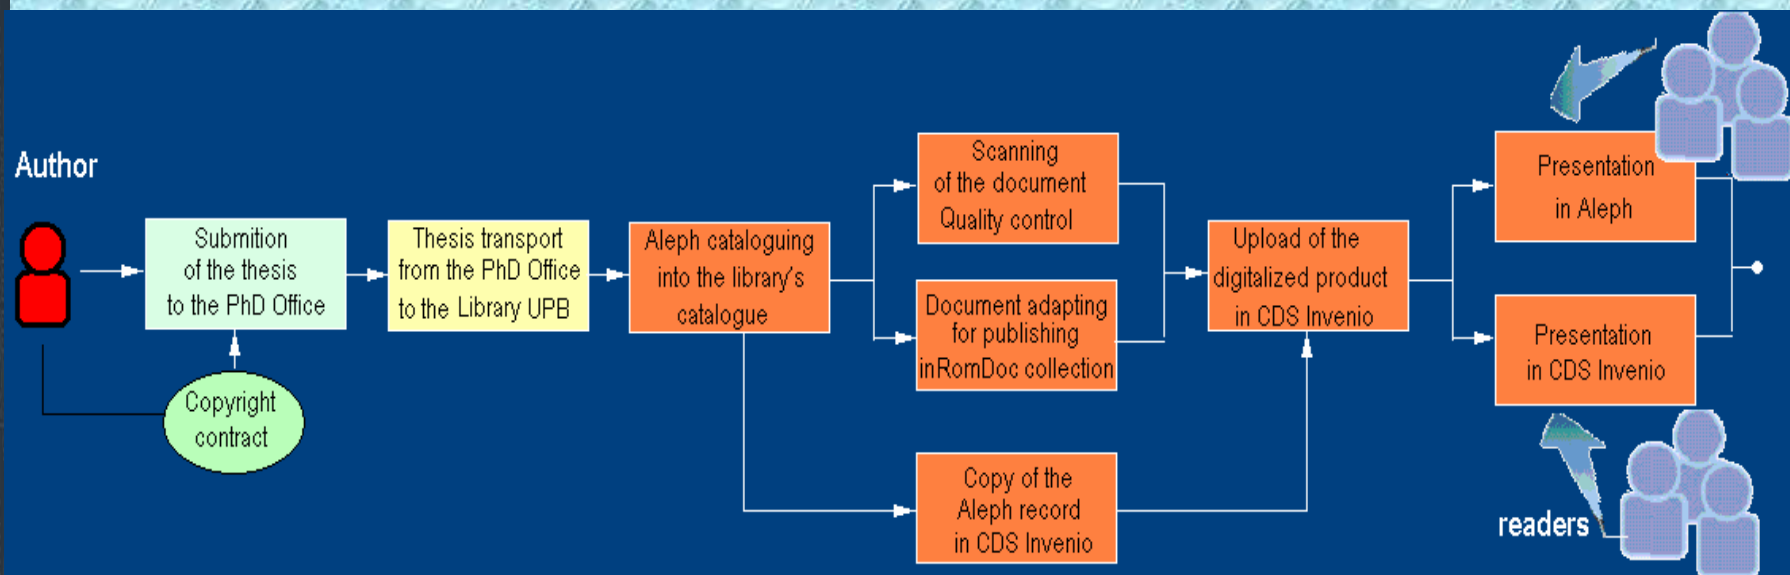 Author
Submition
of the thesis
to the PhD Office
Copyright
contract
Thesis transport
from the PhD Office
to the Library UPB
Aleph cataloguing
into the library's
catalogue
Scanning
of the document
Quality control
Document adapting
for publishing
inRomDoc collection
Copy of the
Aleph record
in CDS Invenio
Upload of the
digitalized product
in CDS Invenio
Presentation
in Aleph
Presentation
in CDS Invenio
readers